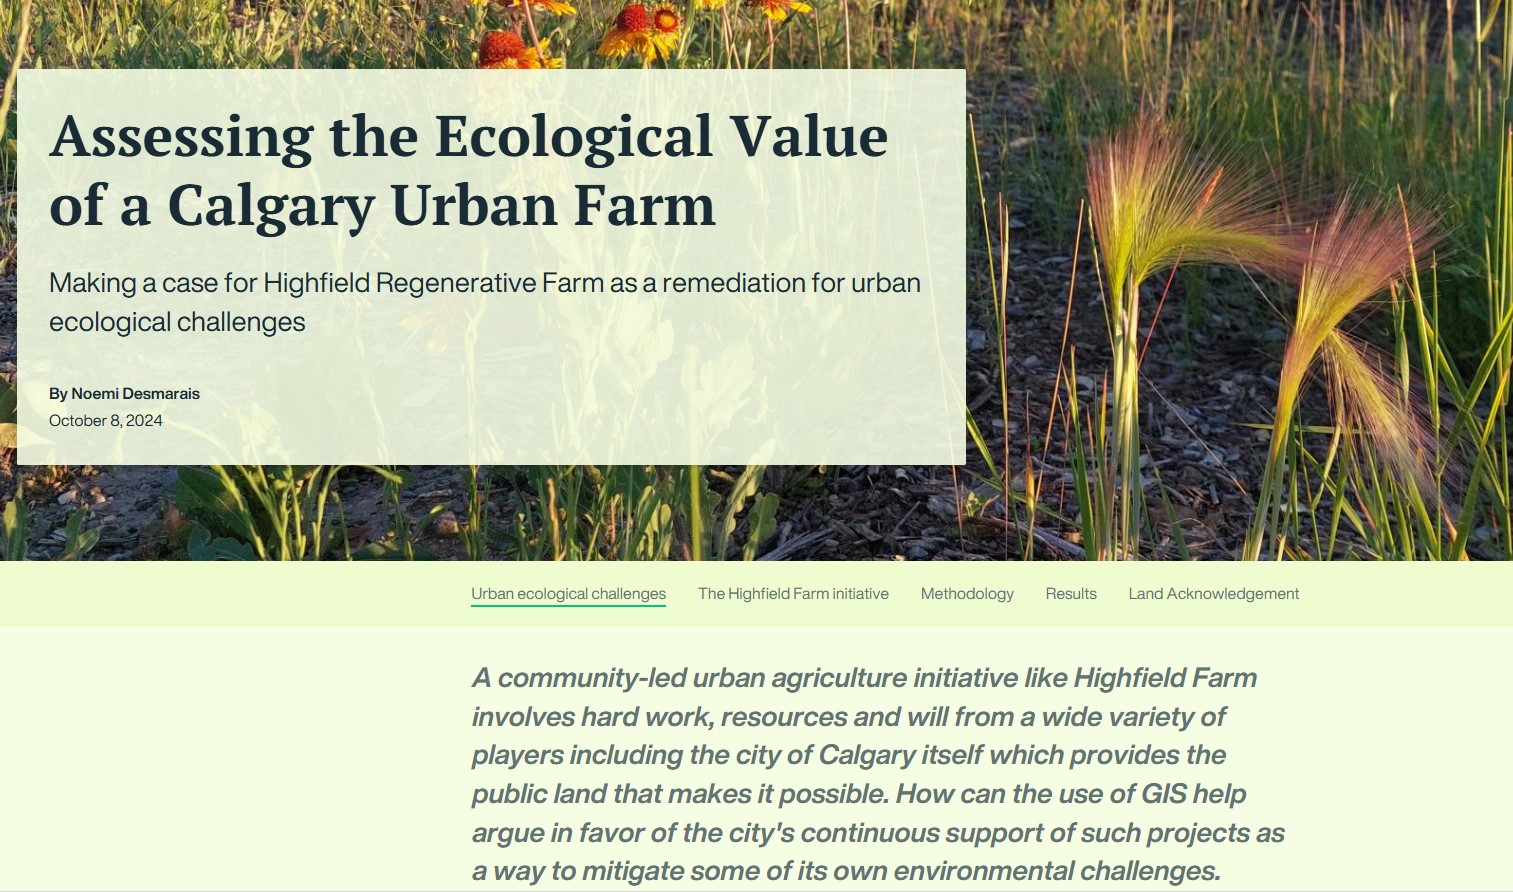 Assessing the Ecological Value
of a Calgary Urban Farm
Making a case for Highfield Regenerative Farm as a remediation for urban
ecological challenges
By Noemi Desmarais
October 8, 2024
Urban ecological challenges The Highfield Farm initiative Methodology Results Land Acknowledgement
A community-led urban agriculture initiative like Highfield Farm
involves hard work, resources and will from a wide variety of
players including the city of Calgary itself which provides the
public land that makes it possible. How can the use of GIS help
argue in favor of the city's continuous support of such projects as
a way to mitigate some of its own environmental challenges.